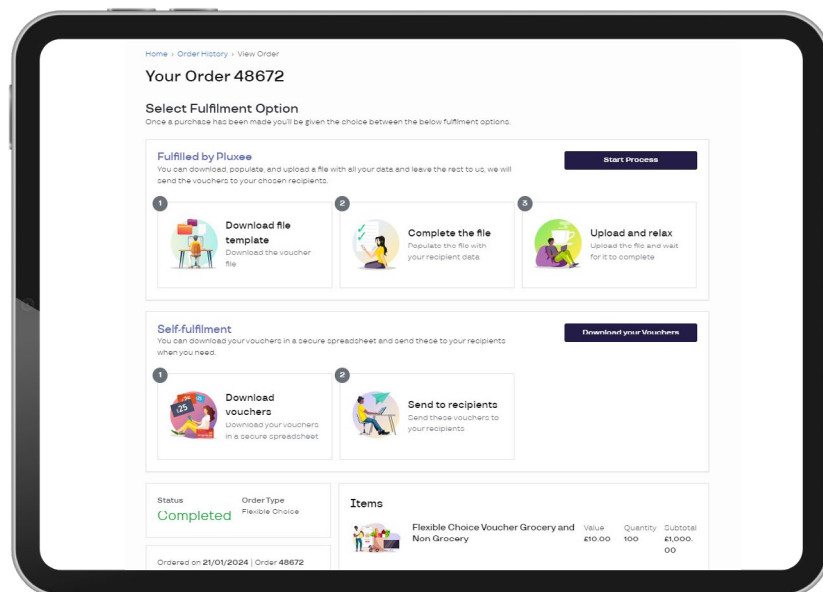 Home › Order History › View Order
Your Order 48672
Select Fulfilment Option
Once a purchase has been made you'll be given the choice between the below fulfilment options.
Fulfilled by Pluxee
You can download, populate, and upload a file with all your data and leave the rest to us, we will
send the vouchers to your chosen recipients.
Start Process
1
Download file
template
Download the voucher
file
2
Complete the file
Populate the file with
your recipient data
3
Upload and relax
Upload the file and wait
for it to complete
Self-fulfilment
You can download your vouchers in a secure spreadsheet and send these to your recipients
when you need.
Download your Vouchers
1
£25
Download
vouchers
Download your vouchers
in a secure spreadsheet
2
Send to recipients
Send these vouchers to
your recipients
Status
Completed
Order Type
Flexible Choice
Ordered on 21/01/2024 | Order 48672
Items
Flexible Choice Voucher Grocery and
Non Grocery
Value
£10.00
Quantity
100
Subtotal
£1,000.
00